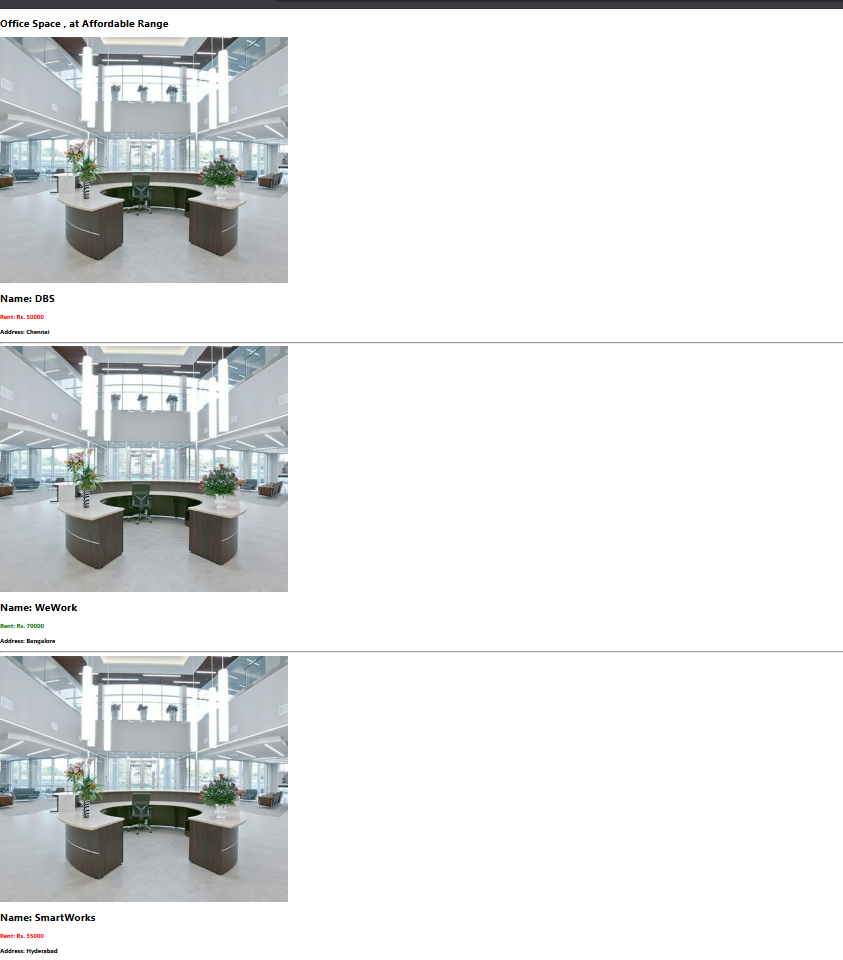 Office Space , at Affordable Range
Name: DBS
Rent: Rs. 50000
Address: Chennai
Name: WeWork
Rent: Rs. 70000
Address: Bangalore
Name: SmartWorks
Rent: Rs. 55000
Address: Hyderabad